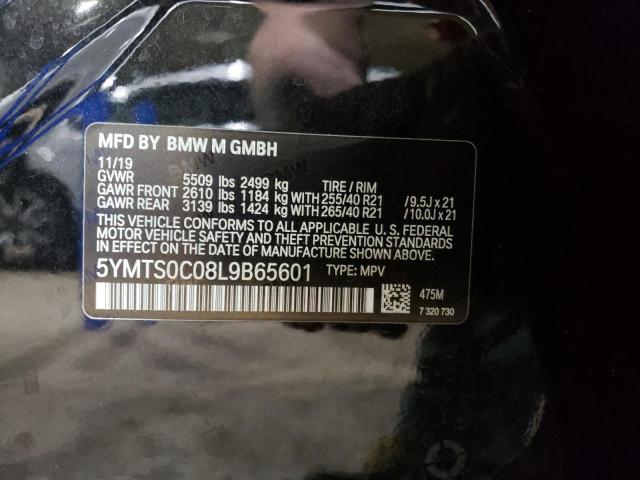 MFD BY BMW M GMBH
11/19
GVWR 5509 lbs 2499 kg TIRE / RIM
GAWR FRONT 2610 lbs 1184 kg WITH 255/40 R21 / 9.5J x 21
GAWR REAR 3139 lbs 1424 kg WITH 265/40 R21 / 10.0J x 21
THIS VEHICLE CONFORMS TO ALL APPLICABLE U. S. FEDERAL
MOTOR VEHICLE SAFETY AND THEFT PREVENTION STANDARDS
IN EFFECT ON THE DATE OF MANUFACTURE SHOWN ABOVE.
5YMTS0C08L9B65601 TYPE: MPV
475M
7 320 730